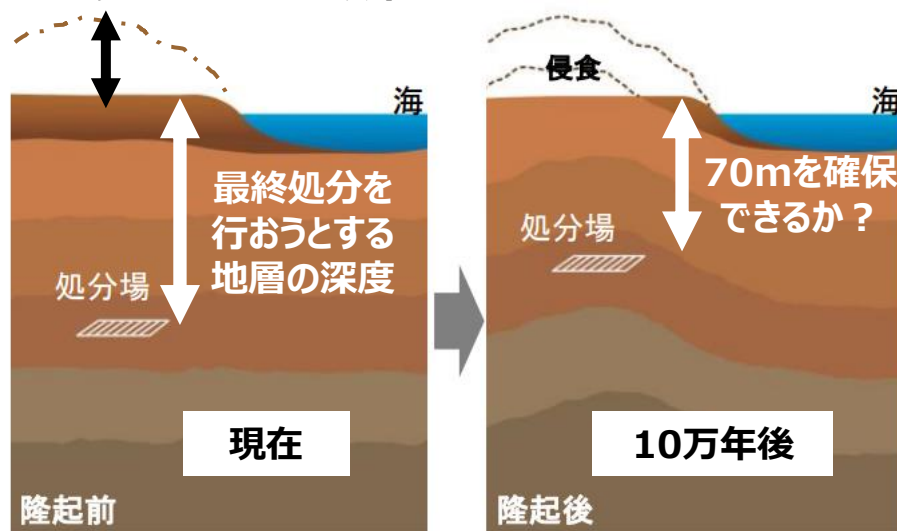 海
最終処分を
行おうとする
地層の深度
処分場
現在
隆起前
侵食
海
70mを確保
できるか？
処分場
10万年後
隆起後